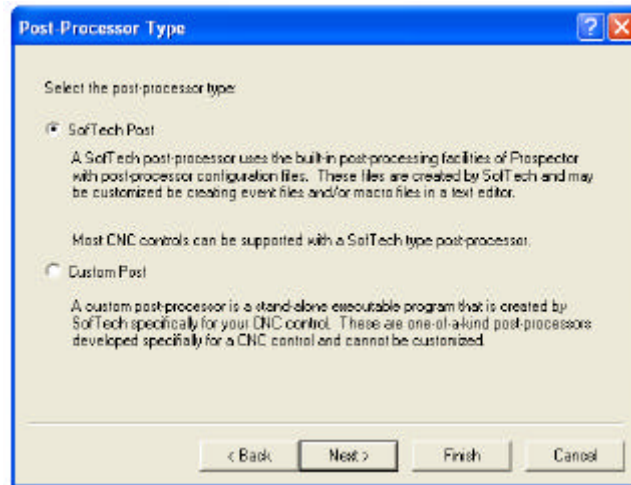 Post-Processor Type
Select the post-processor type:
SofTech Post
A SofTech post-processor uses the built-in post-processing facilities of Prospector
with post-processor configuration files. These files are created by SofTech and may
be customized be creating event files and/or macro files in a text editor.
Most CNC controls can be supported with a SofTech type post-processor.
Custom Post
A custom post-processor is a stand-alone executable program that is created by
SofTech specifically for your CNC control. These are one-of-a-kind post-processors
developed specifially for a CNC control and cannot be customized.
< Back Next > Finish Cancel